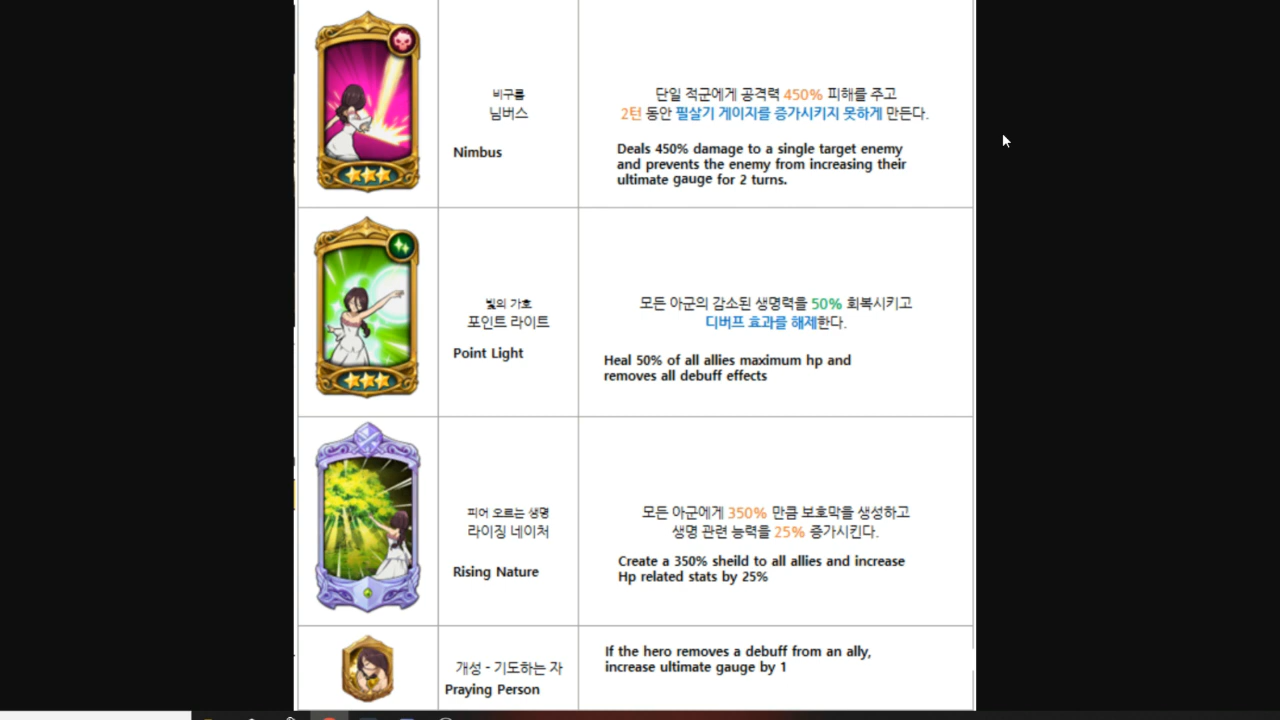 비구름
님버스
Nimbus
단일 적군에게 공격력 450% 피해를 주고
2턴 동안 필살기 게이지를 증가시키지 못하게 만든다.
Deals 450% damage to a single target enemy
and prevents the enemy from increasing their
ultimate gauge for 2 turns.
빛의 가호
포인트 라이트
Point Light
모든 아군의 감소된 생명력을 50% 회복시키고
디버프 효과를 해제한다.
Heal 50% of all allies maximum hp and
removes all debuff effects
피어 오르는 생명
라이징 네이처
Rising Nature
모든 아군에게 350% 만큼 보호막을 생성하고
생명 관련 능력을 25% 증가시킨다.
Create a 350% sheild to all allies and increase
Hp related stats by 25%
개성 - 기도하는 자
Praying Person
If the hero removes a debuff from an ally,
increase ultimate gauge by 1